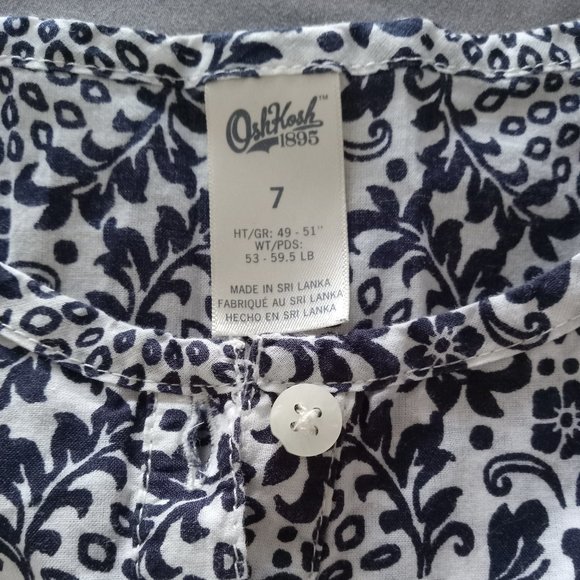 OshKosh™
1895
7
HT/GR: 49 - 51"
WT/PDS:
53 - 59.5 LB
MADE IN SRI LANKA
FABRIQUÉ AU SRI LANKA
HECHO EN SRI LANKA